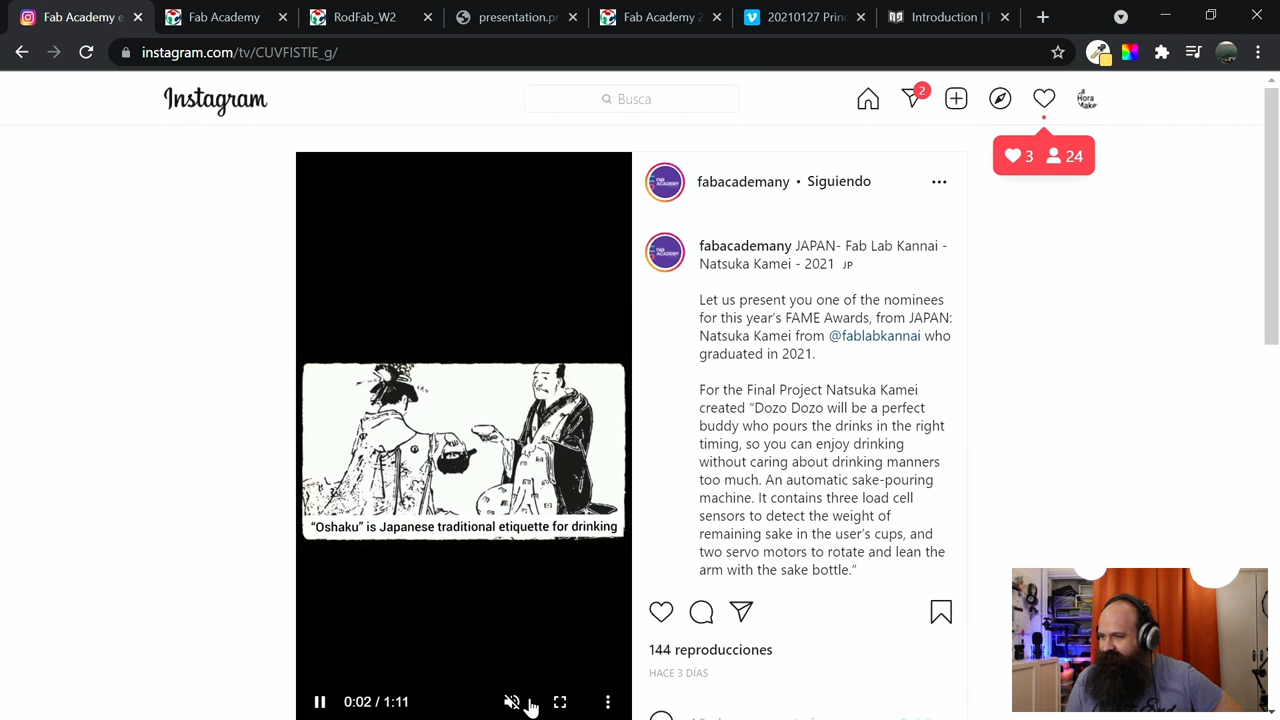 Fab Academy e
Fab Academy
RodFab_W2
presentation.p
Fab Academy 2
20210127 Princ
Introduction |
instagram.com/tv/CUVFISTIE_g/
Instagram
Busca
2
a Hora Make
3 24
fabacademany • Siguiendo
fabacademany JAPAN- Fab Lab Kannai -
Natsuka Kamei - 2021 JP
Let us present you one of the nominees
for this year's FAME Awards, from JAPAN:
Natsuka Kamei from @fablabkannai who
graduated in 2021.
For the Final Project Natsuka Kamei
created “Dozo Dozo will be a perfect
buddy who pours the drinks in the right
timing, so you can enjoy drinking
without caring about drinking manners
too much. An automatic sake-pouring
machine. It contains three load cell
sensors to detect the weight of
remaining sake in the user's cups, and
two servo motors to rotate and lean the
arm with the sake bottle.”
“Oshaku” is Japanese traditional etiquette for drinking
144 reproducciones
HACE 3 DÍAS
0:02 / 1:11